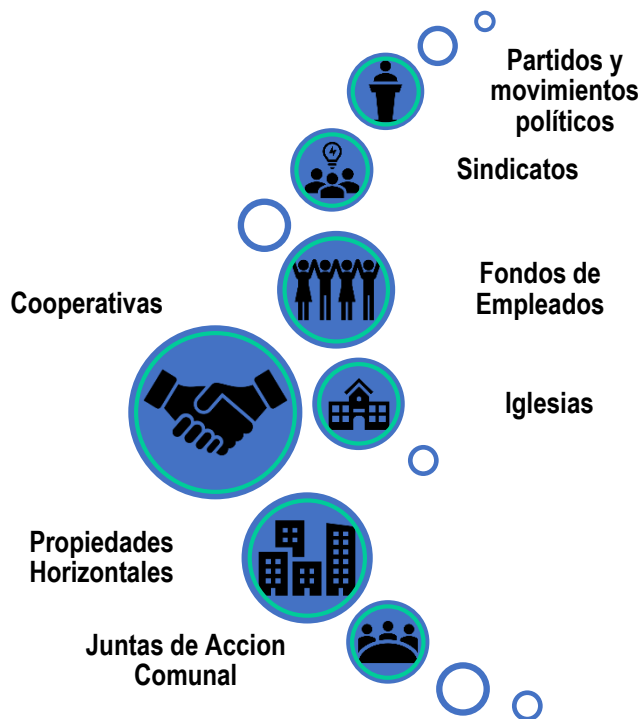 Partidos y
movimientos
políticos
Sindicatos
Fondos de
Empleados
Cooperativas
Iglesias
Propiedades
Horizontales
Juntas de Accion
Comunal